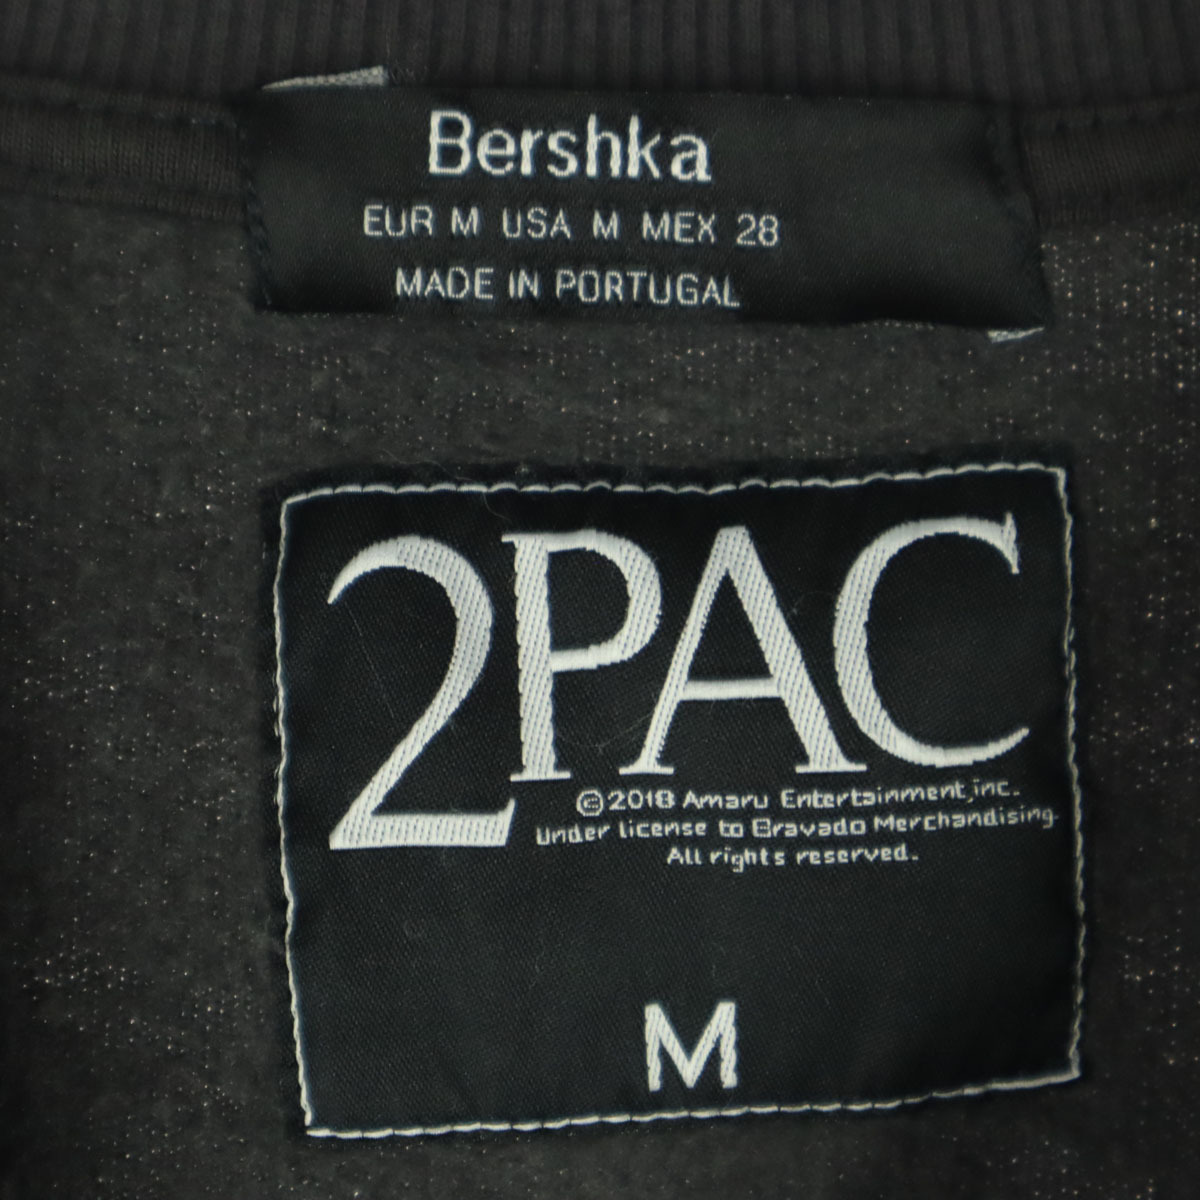 Bershka
EUR M USA M MEX 28
MADE IN PORTUGAL
2PAC
©2018 Amaru Entertainment,inc.
Under license to Bravado Merchandising.
All rights reserved.
M